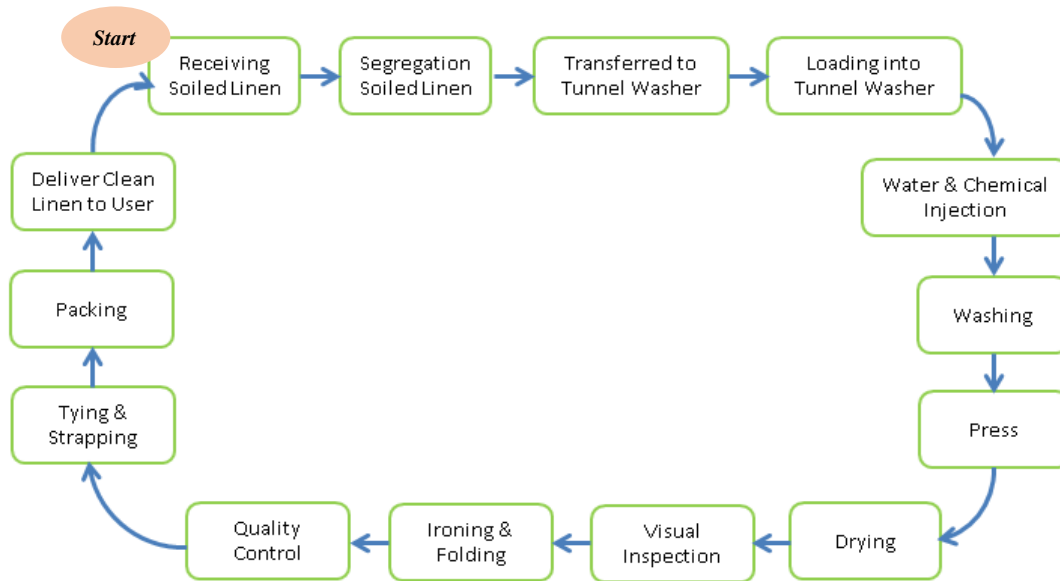 Start
Receiving
Soiled Linen
Segregation
Soiled Linen
Transferred to
Tunnel Washer
Loading into
Tunnel Washer
Water & Chemical
Injection
Washing
Press
Drying
Visual
Inspection
Ironing &
Folding
Quality
Control
Tying &
Strapping
Packing
Deliver Clean
Linen to User